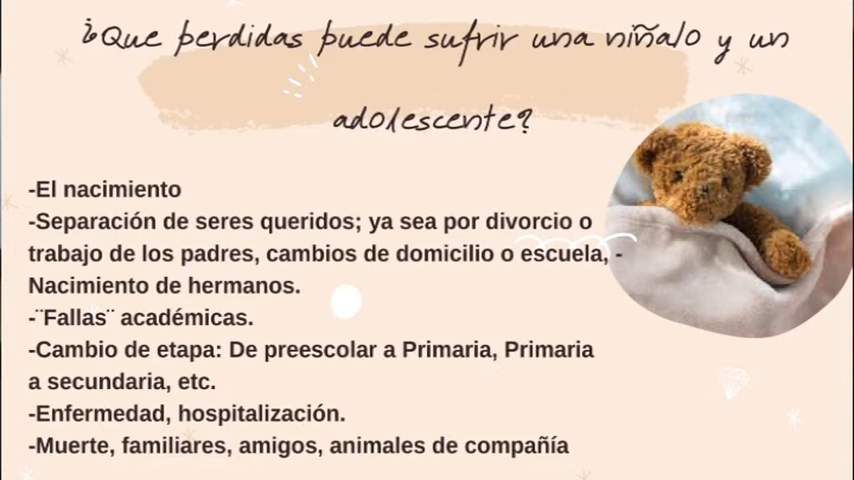 ¿Que perdidas puede sufrir una niña/o y un
adolescente?
-El nacimiento
-Separación de seres queridos; ya sea por divorcio o
trabajo de los padres, cambios de domicilio o escuela, -
Nacimiento de hermanos.
-¨Fallas¨ académicas.
-Cambio de etapa: De preescolar a Primaria, Primaria
a secundaria, etc.
-Enfermedad, hospitalización.
-Muerte, familiares, amigos, animales de compañía